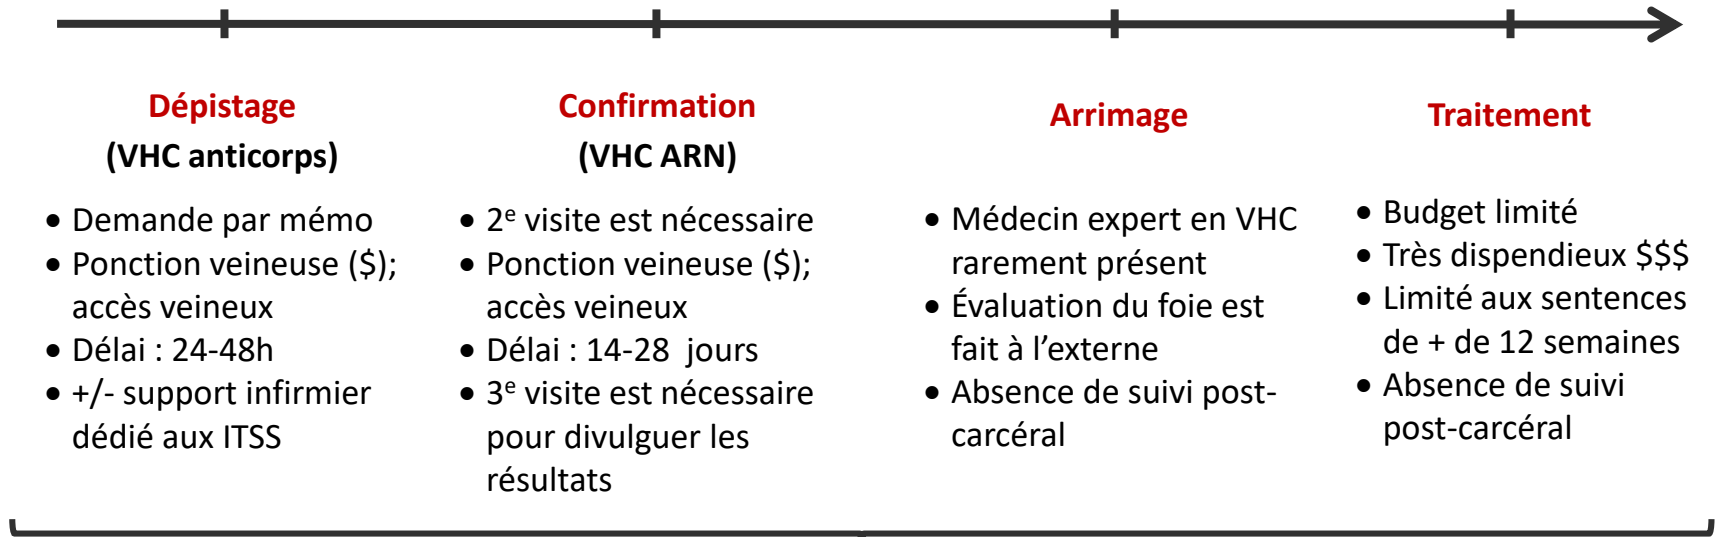 Dépistage
(VHC anticorps)
• Demande par mémo
• Ponction veineuse ($);
accès veineux
• Délai : 24-48h
• +/- support infirmier
dédié aux ITSS
Confirmation
(VHC ARN)
• 2e visite est nécessaire
• Ponction veineuse ($);
accès veineux
• Délai : 14-28 jours
• 3e visite est nécessaire
pour divulguer les
résultats
Arrimage
• Médecin expert en VHC
rarement présent
• Évaluation du foie est
fait à l’externe
• Absence de suivi post-
carcéral
Traitement
• Budget limité
• Très dispendieux $$$
• Limité aux sentences
de + de 12 semaines
• Absence de suivi
post-carcéral